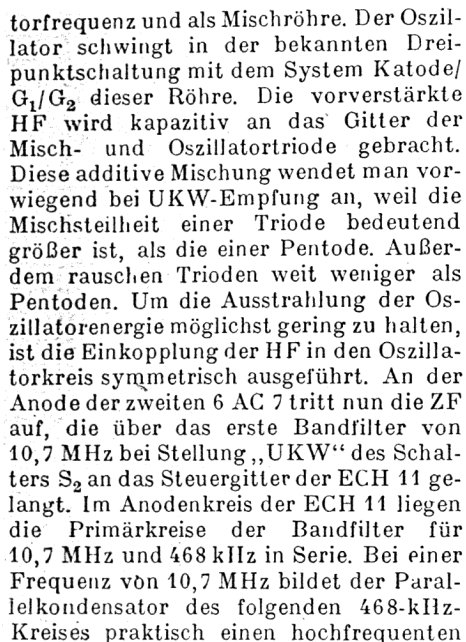 torfrequenz und als Mischröhre. Der Oszil-
lator schwingt in der bekannten Drei-
punktschaltung mit dem System Katode/
G₁/G₂ dieser Röhre. Die vorverstärkte
HF wird kapazitiv an das Gitter der
Misch- und Oszillatortriode gebracht.
Diese additive Mischung wendet man vor-
wiegend bei UKW-Empfung an, weil die
Mischsteilheit einer Triode bedeutend
größer ist, als die einer Pentode. Außer-
dem rauschen Trioden weit weniger als
Pentoden. Um die Ausstrahlung der Os-
zillatorenergie möglichst gering zu halten,
ist die Einkopplung der HF in den Oszilla-
torkreis symmetrisch ausgeführt. An der
Anode der zweiten 6 AC 7 tritt nun die ZF
auf, die über das erste Bandfilter von
10,7 MHz bei Stellung „UKW“ des Schal-
ters S₂ an das Steuergitter der ECH 11 ge-
langt. Im Anodenkreis der ECH 11 liegen
die Primärkreise der Bandfilter für
10,7 MHz und 468 kHz in Serie. Bei einer
Frequenz von 10,7 MHz bildet der Paral-
lelkondensator des folgenden 468-kHz-
Kreises praktisch einen hochfrequenten